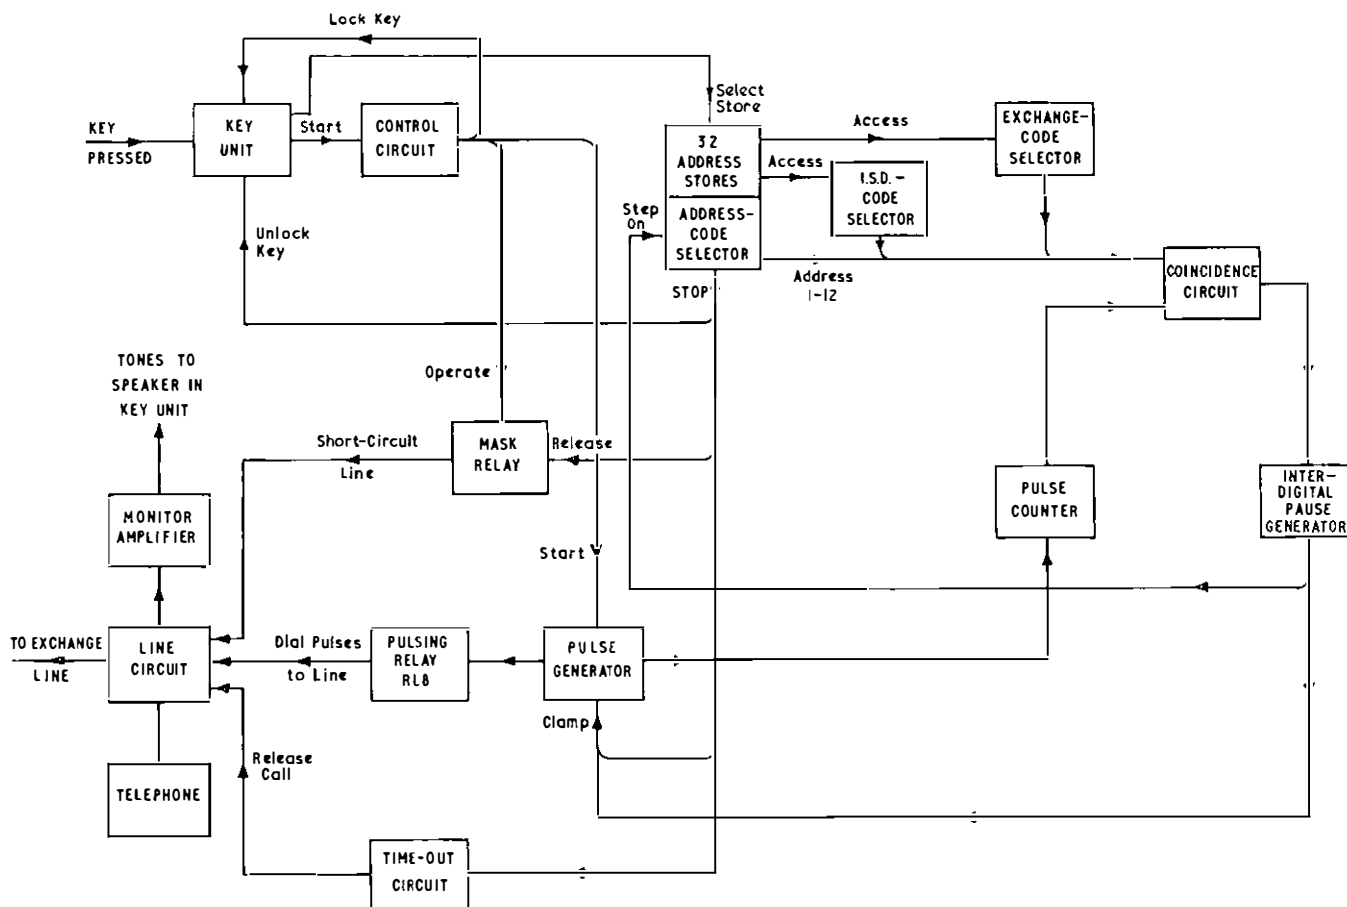 Lock Key
KEY
PRESSED
KEY
UNIT
Start
CONTROL
CIRCUIT
Select
Store
32
ADDRESS
STORES
ADDRESS-
CODE
SELECTOR
Access
Access
EXCHANGE-
CODE
SELECTOR
I.S.D.-
CODE
SELECTOR
Step
On
Unlock
Key
STOP
Address
1-12
COINCIDENCE
CIRCUIT
TONES TO
SPEAKER IN
KEY UNIT
Operate
Short-Circuit
Line
MASK
RELAY
Release
MONITOR
AMPLIFIER
PULSE
COUNTER
INTER-
DIGITAL
PAUSE
GENERATOR
Start
TO EXCHANGE
LINE
LINE
CIRCUIT
Dial Pulses
to Line
PULSING
RELAY
RL8
PULSE
GENERATOR
Clamp
Release
Call
TELEPHONE
TIME-OUT
CIRCUIT